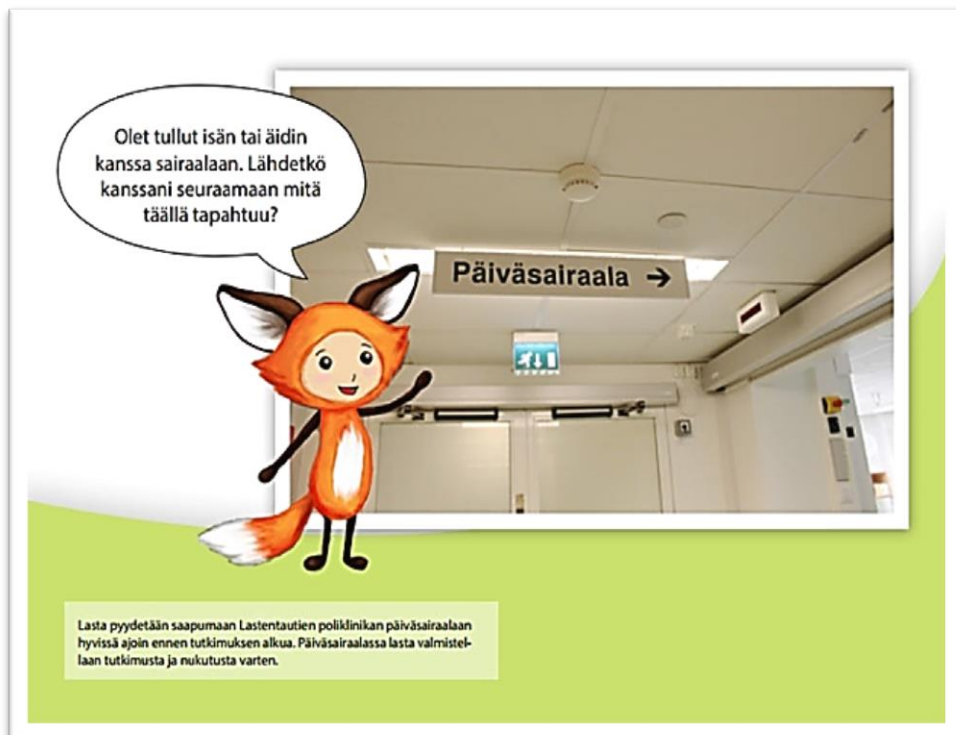 Olet tullut isän tai äidin
kanssa sairaalaan. Lähdetkö
kanssani seuraamaan mitä
täällä tapahtuu?
Päiväsairaala →
Lasta pyydetään saapumaan Lastentautien poliklinikan päiväsairaalaan
hyvissä ajoin ennen tutkimuksen alkua. Päiväsairaalassa lasta valmistel-
laan tutkimusta ja nukutusta varten.